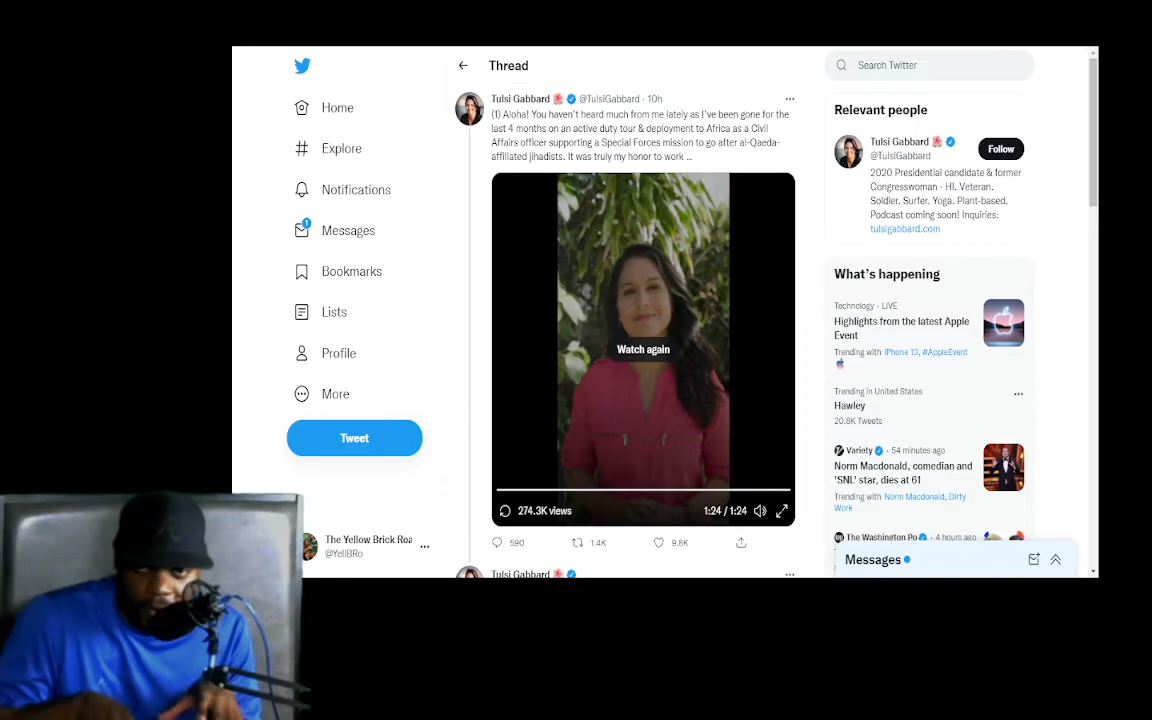 Home
Explore
Notifications
1
Messages
Bookmarks
Lists
Profile
More
Tweet
The Yellow Brick Roa
@YellBRo
Thread
Tulsi Gabbard @TulsiGabbard · 10h
(1) Aloha! You haven't heard much from me lately as I've been gone for the
last 4 months on an active duty tour & deployment to Africa as a Civil
Affairs officer supporting a Special Forces mission to go after al-Qaeda-
affiliated jihadists. It was truly my honor to work ...
Watch again
274.3K views
1:24 / 1:24
590
1.4K
9.8K
Tulsi Gabbard
Search Twitter
Relevant people
Tulsi Gabbard
@TulsiGabbard
Follow
2020 Presidential candidate & former
Congresswoman - HI. Veteran.
Soldier. Surfer. Yoga. Plant-based.
Podcast coming soon! Inquiries:
tulsigabbard.com
What's happening
Technology · LIVE
Highlights from the latest Apple
Event
Trending with iPhone 13, #AppleEvent
Trending in United States
Hawley
20.8K Tweets
Variety · 54 minutes ago
Norm Macdonald, comedian and
'SNL' star, dies at 61
Trending with Norm Macdonald, Dirty
Work
The Washington Po · 4 hours ago
Messages